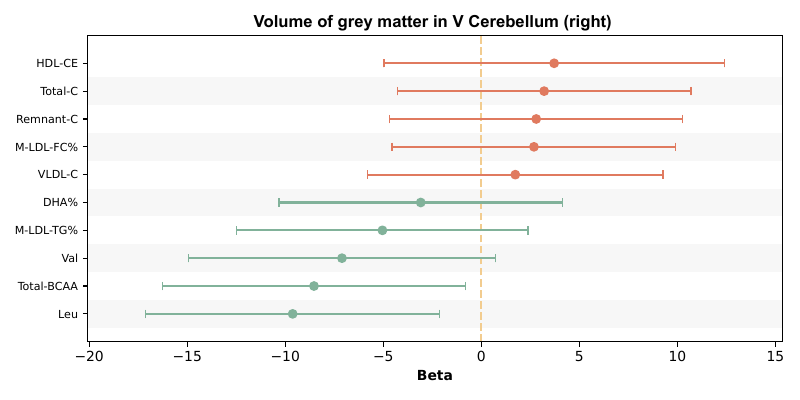 Volume of grey matter in V Cerebellum (right)
HDL-CE
Total-C
Remnant-C
M-LDL-FC%
VLDL-C
DHA%
M-LDL-TG%
Val
Total-BCAA
Leu
−20 −15 −10 −5 0 5 10 15
Beta